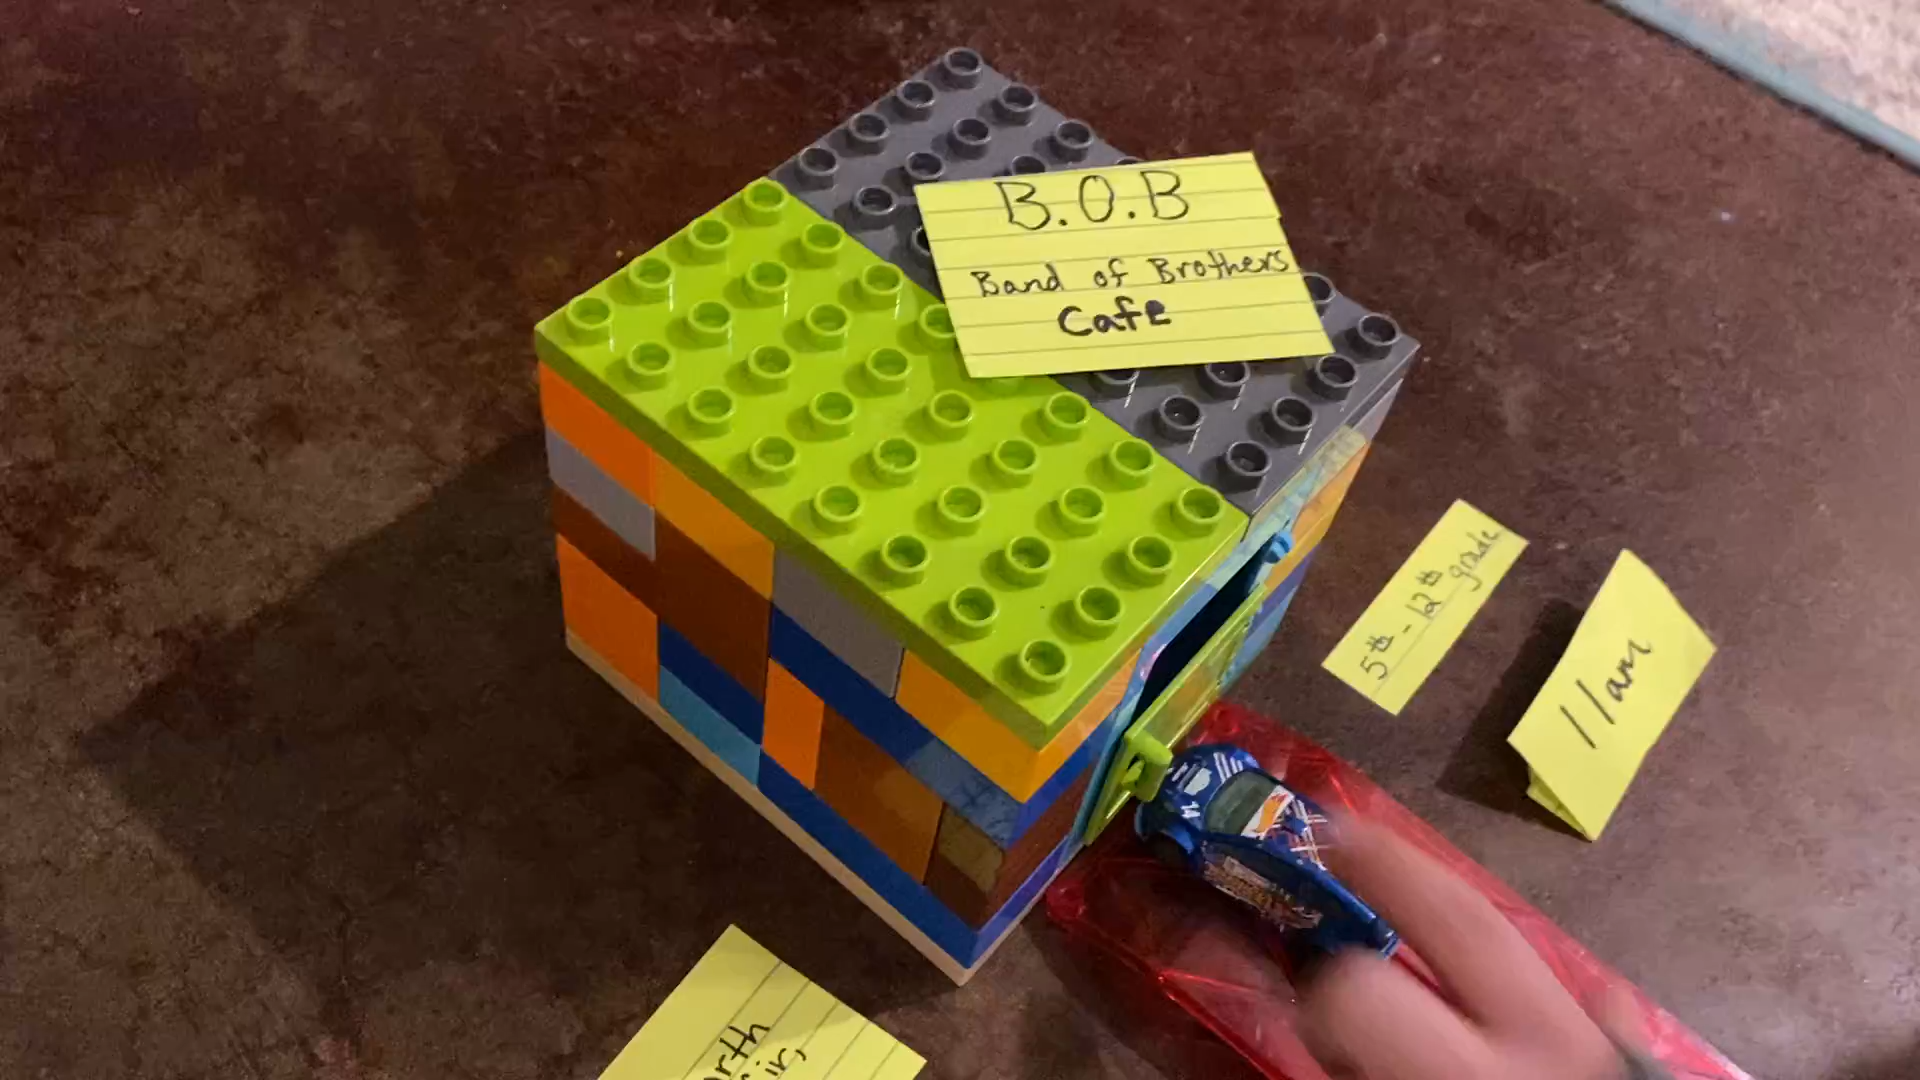 B.O.B
Band of Brothers
Cafe
5th - 12th grade
11am